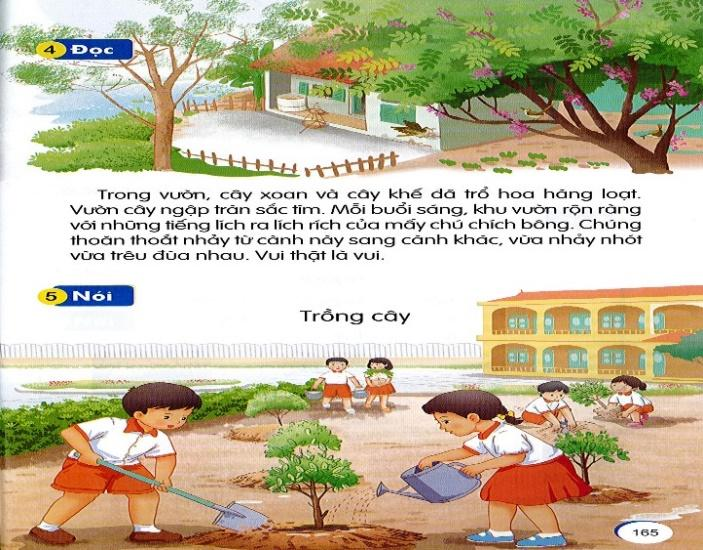 4 Đọc
Trong vườn, cây xoan và cây khế đã trổ hoa hàng loạt.
Vườn cây ngập tràn sắc tím. Mỗi buổi sáng, khu vườn rộn ràng
với những tiếng lích ra lích rích của mấy chú chích bông. Chúng
thoăn thoắt nhảy từ cành này sang cành khác, vừa nhảy nhót
vừa trêu đùa nhau. Vui thật là vui.
5 Nói
Trồng cây
165